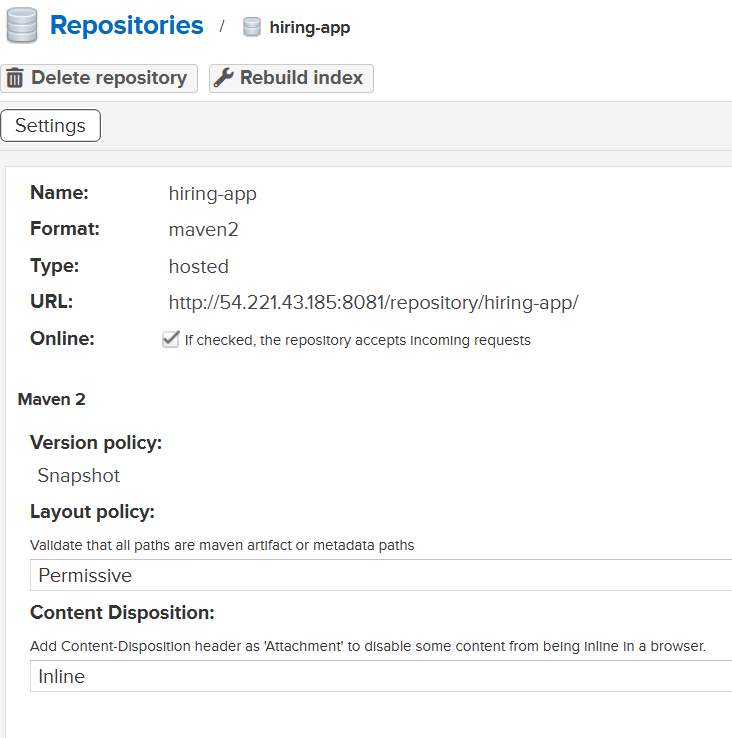 Repositories / hiring-app
Delete repository Rebuild index
Settings
Name: hiring-app
Format: maven2
Type: hosted
URL: http://54.221.43.185:8081/repository/hiring-app/
Online: If checked, the repository accepts incoming requests
Maven 2
Version policy:
Snapshot
Layout policy:
Validate that all paths are maven artifact or metadata paths
Permissive
Content Disposition:
Add Content-Disposition header as 'Attachment' to disable some content from being inline in a browser.
Inline